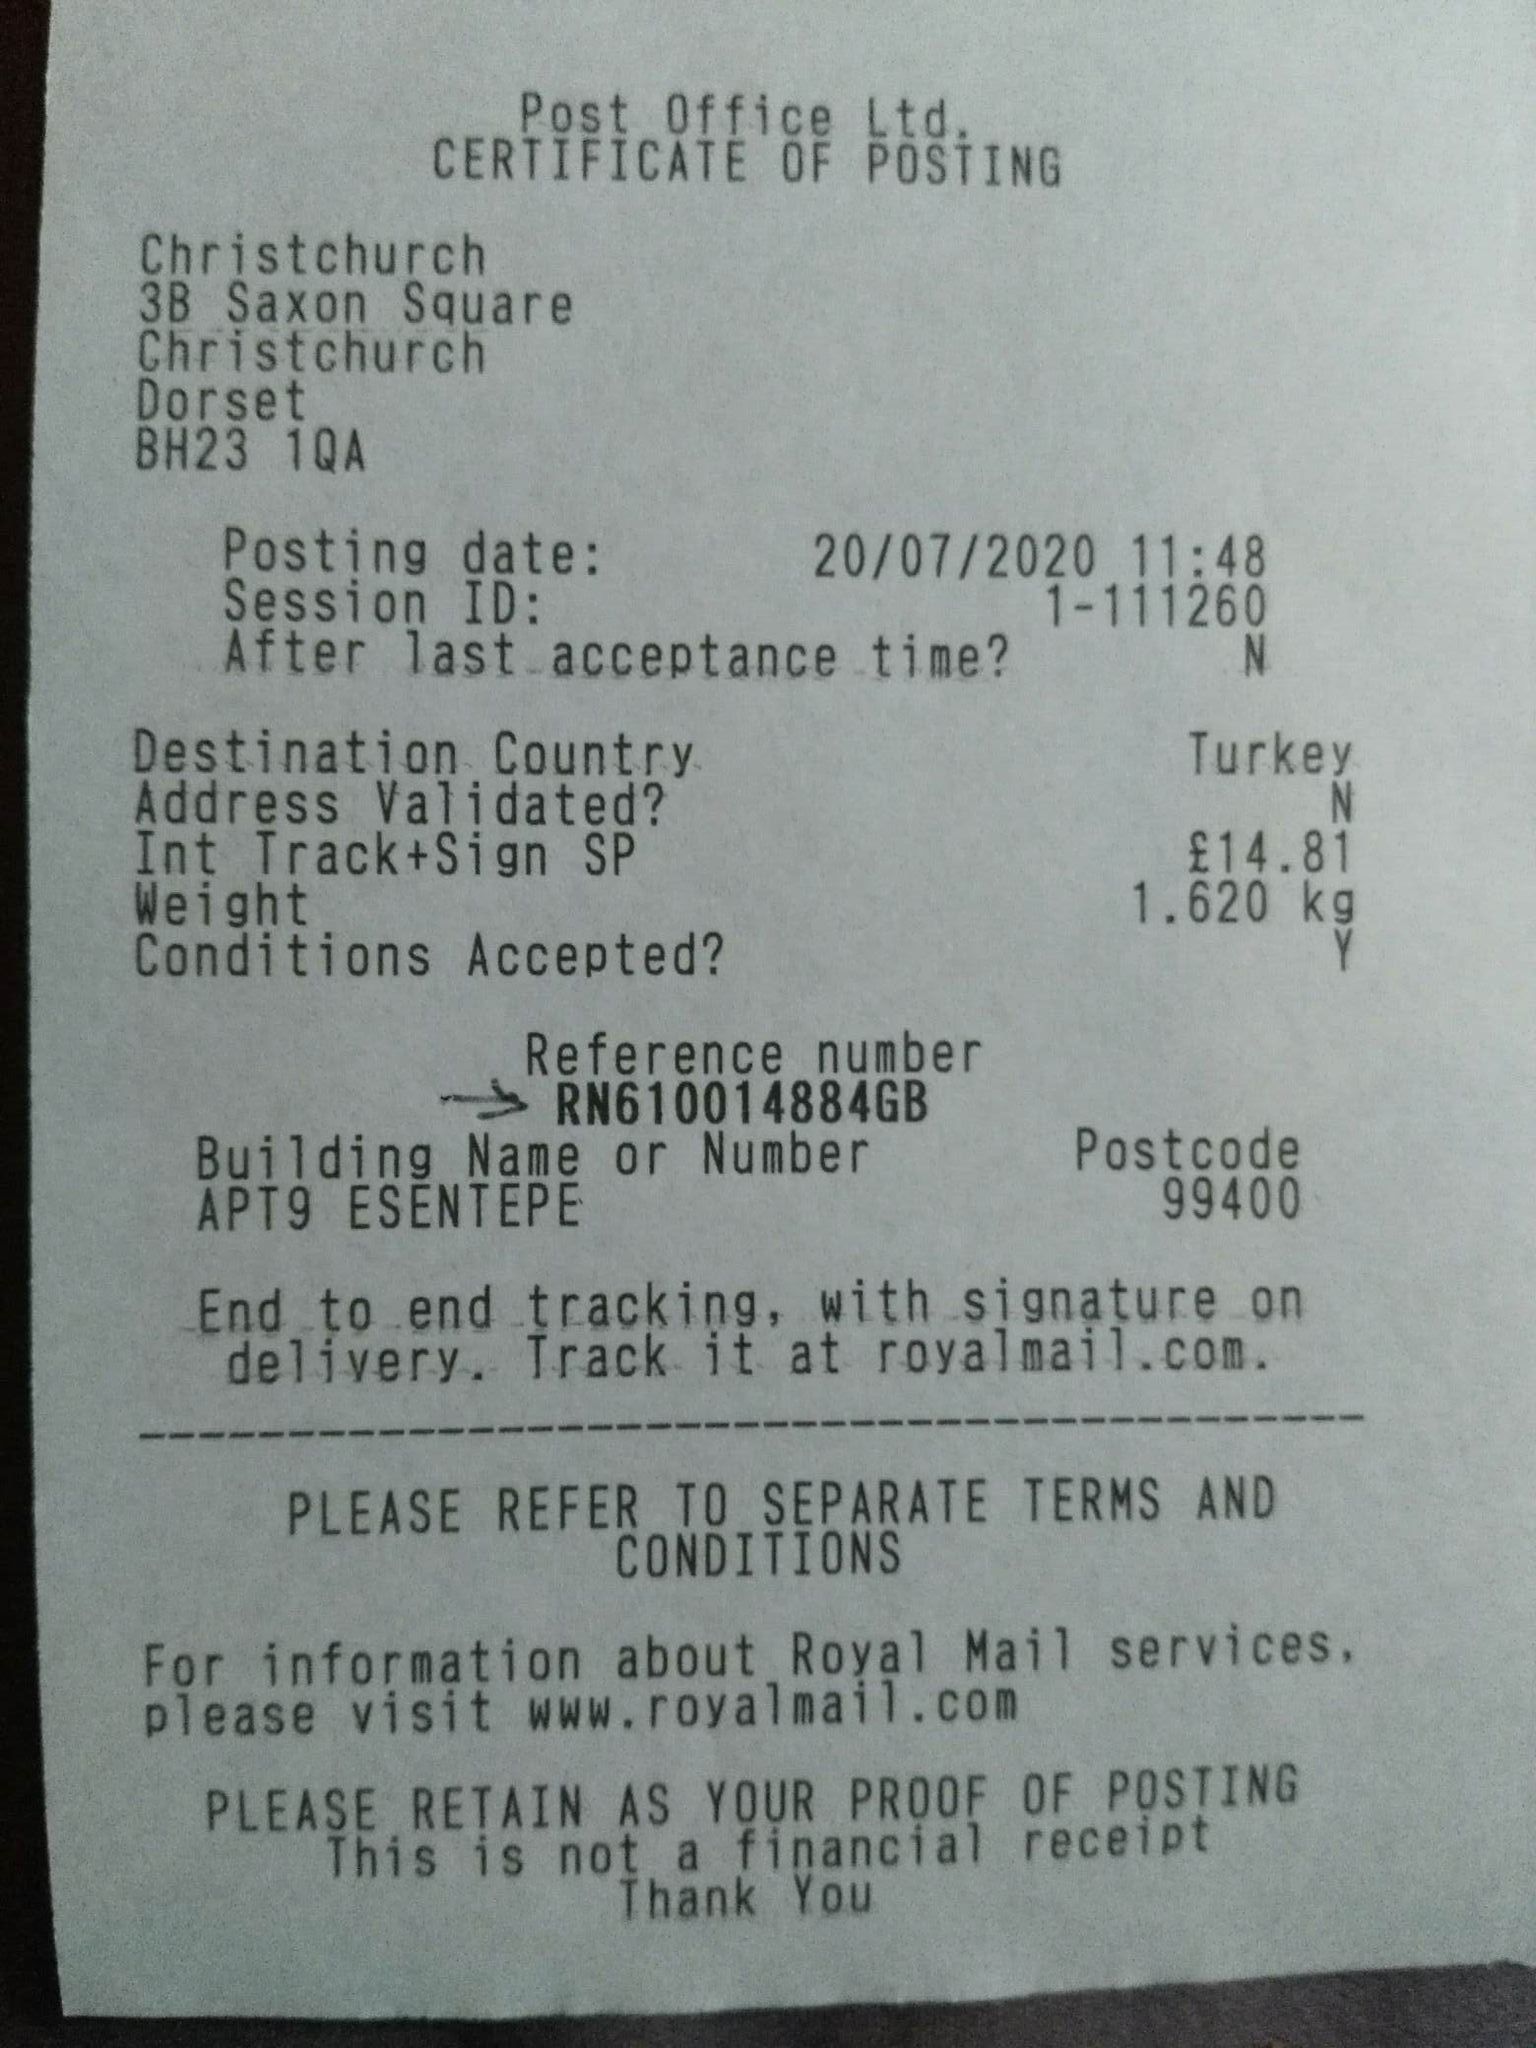 Post Office Ltd.
CERTIFICATE OF POSTING
Christchurch
3B Saxon Square
Christchurch
Dorset
BH23 1QA
Posting date: 20/07/2020 11:48
Session ID: 1-111260
After last acceptance time? N
Destination Country Turkey
Address Validated? N
Int Track+Sign SP £14.81
Weight 1.620 kg
Conditions Accepted? Y
Reference number
→ RN610014884GB
Building Name or Number Postcode
APT9 ESENTEPE 99400
End to end tracking, with signature on
delivery. Track it at royalmail.com.
------------------------------------------
PLEASE REFER TO SEPARATE TERMS AND
CONDITIONS
For information about Royal Mail services,
please visit www.royalmail.com
PLEASE RETAIN AS YOUR PROOF OF POSTING
This is not a financial receipt
Thank You